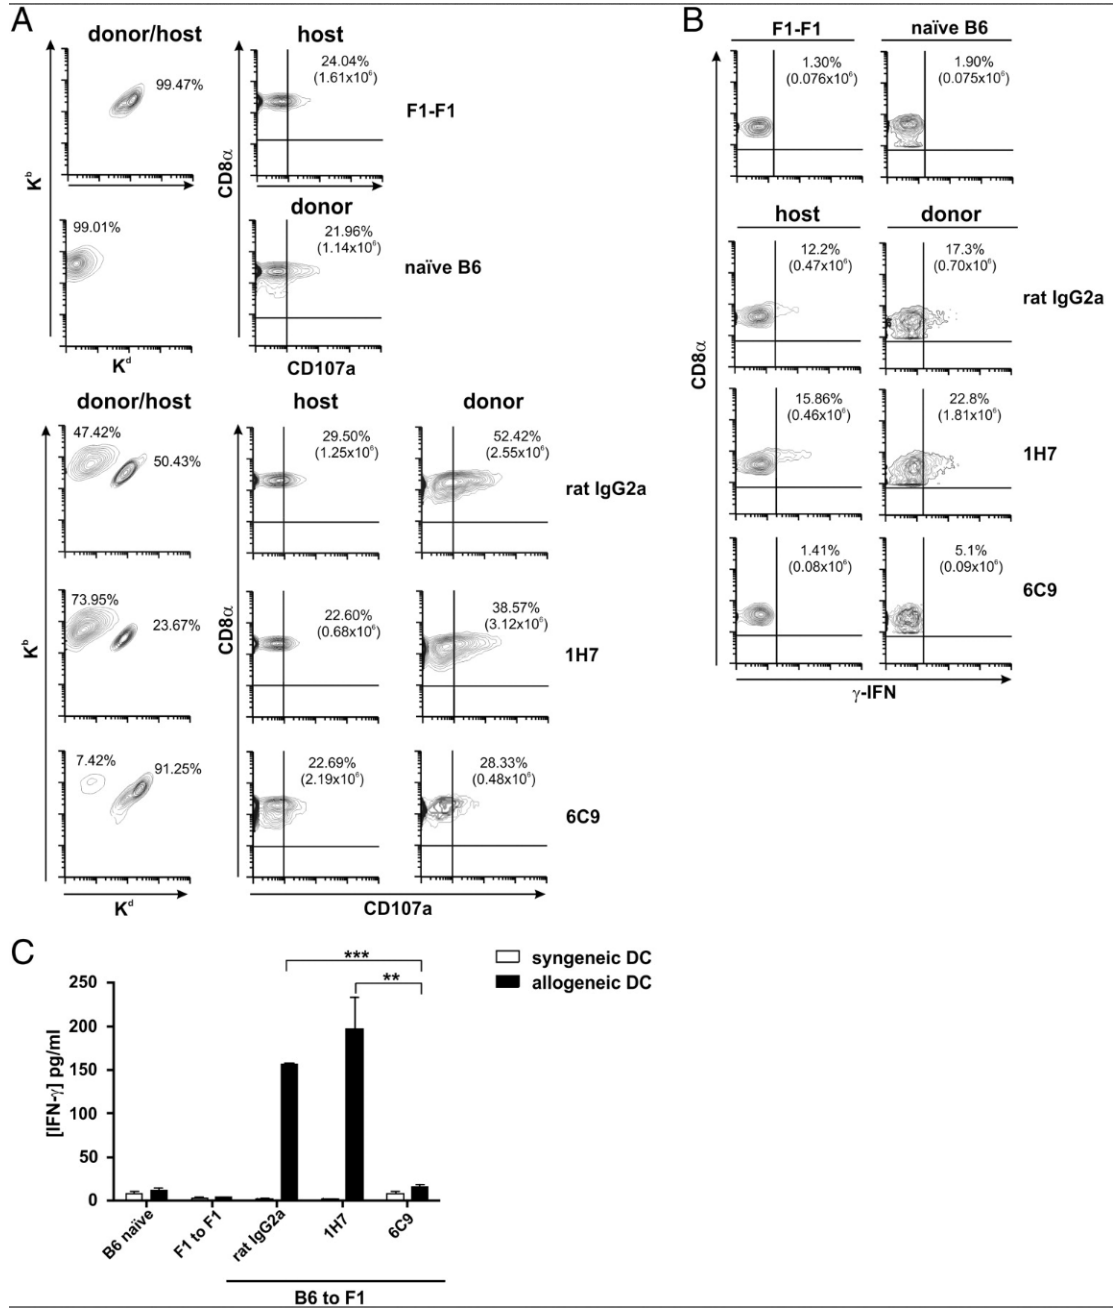 A
donor/host
host
99.47%
24.04%
(1.61x10⁶)
F1-F1
Kᵇ
CD8α
donor
99.01%
21.96%
(1.14x10⁶)
naïve B6
Kᵈ
CD107a
donor/host
host
donor
47.42%
50.43%
29.50%
(1.25x10⁶)
52.42%
(2.55x10⁶)
rat IgG2a
73.95%
23.67%
22.60%
(0.68x10⁶)
38.57%
(3.12x10⁶)
1H7
Kᵇ
CD8α
7.42%
91.25%
22.69%
(2.19x10⁶)
28.33%
(0.48x10⁶)
6C9
Kᵈ
CD107a
B
F1-F1
naïve B6
1.30%
(0.076x10⁶)
1.90%
(0.075x10⁶)
host
donor
12.2%
(0.47x10⁶)
17.3%
(0.70x10⁶)
rat IgG2a
CD8α
15.86%
(0.46x10⁶)
22.8%
(1.81x10⁶)
1H7
1.41%
(0.08x10⁶)
5.1%
(0.09x10⁶)
6C9
γ-IFN
C
syngeneic DC
allogeneic DC
***
**
[IFN-γ] pg/ml
250
200
150
100
50
0
B6 naïve
F1 to F1
rat IgG2a
1H7
6C9
B6 to F1